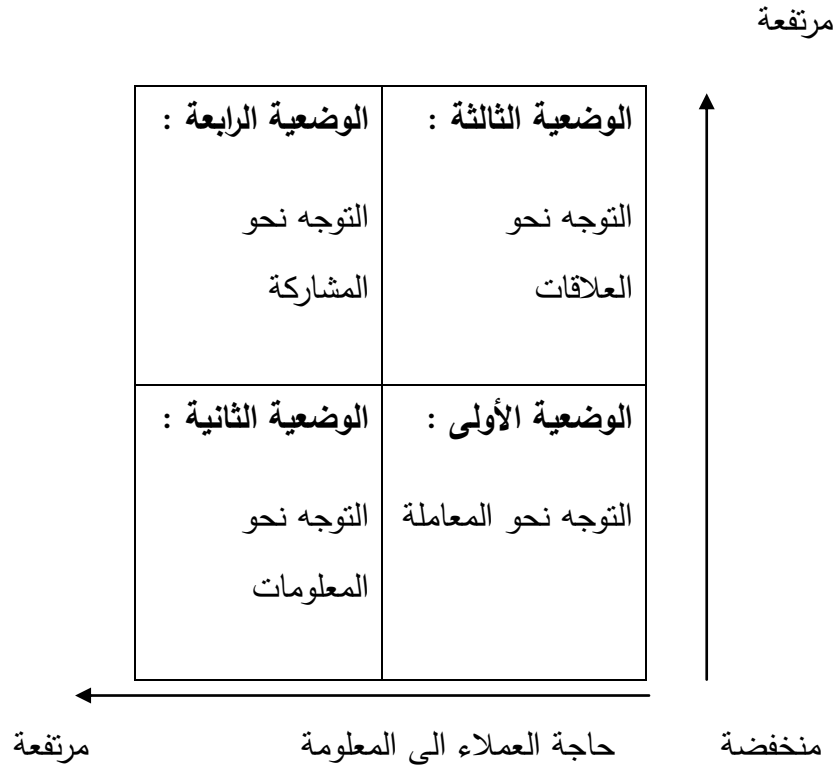 مرتفعة
الوضعية الثالثة :
التوجه نحو
العلاقات
الوضعية الرابعة :
التوجه نحو
المشاركة
الوضعية الأولى :
التوجه نحو المعاملة
الوضعية الثانية :
التوجه نحو
المعلومات
منخفضة
حاجة العملاء الى المعلومة
مرتفعة